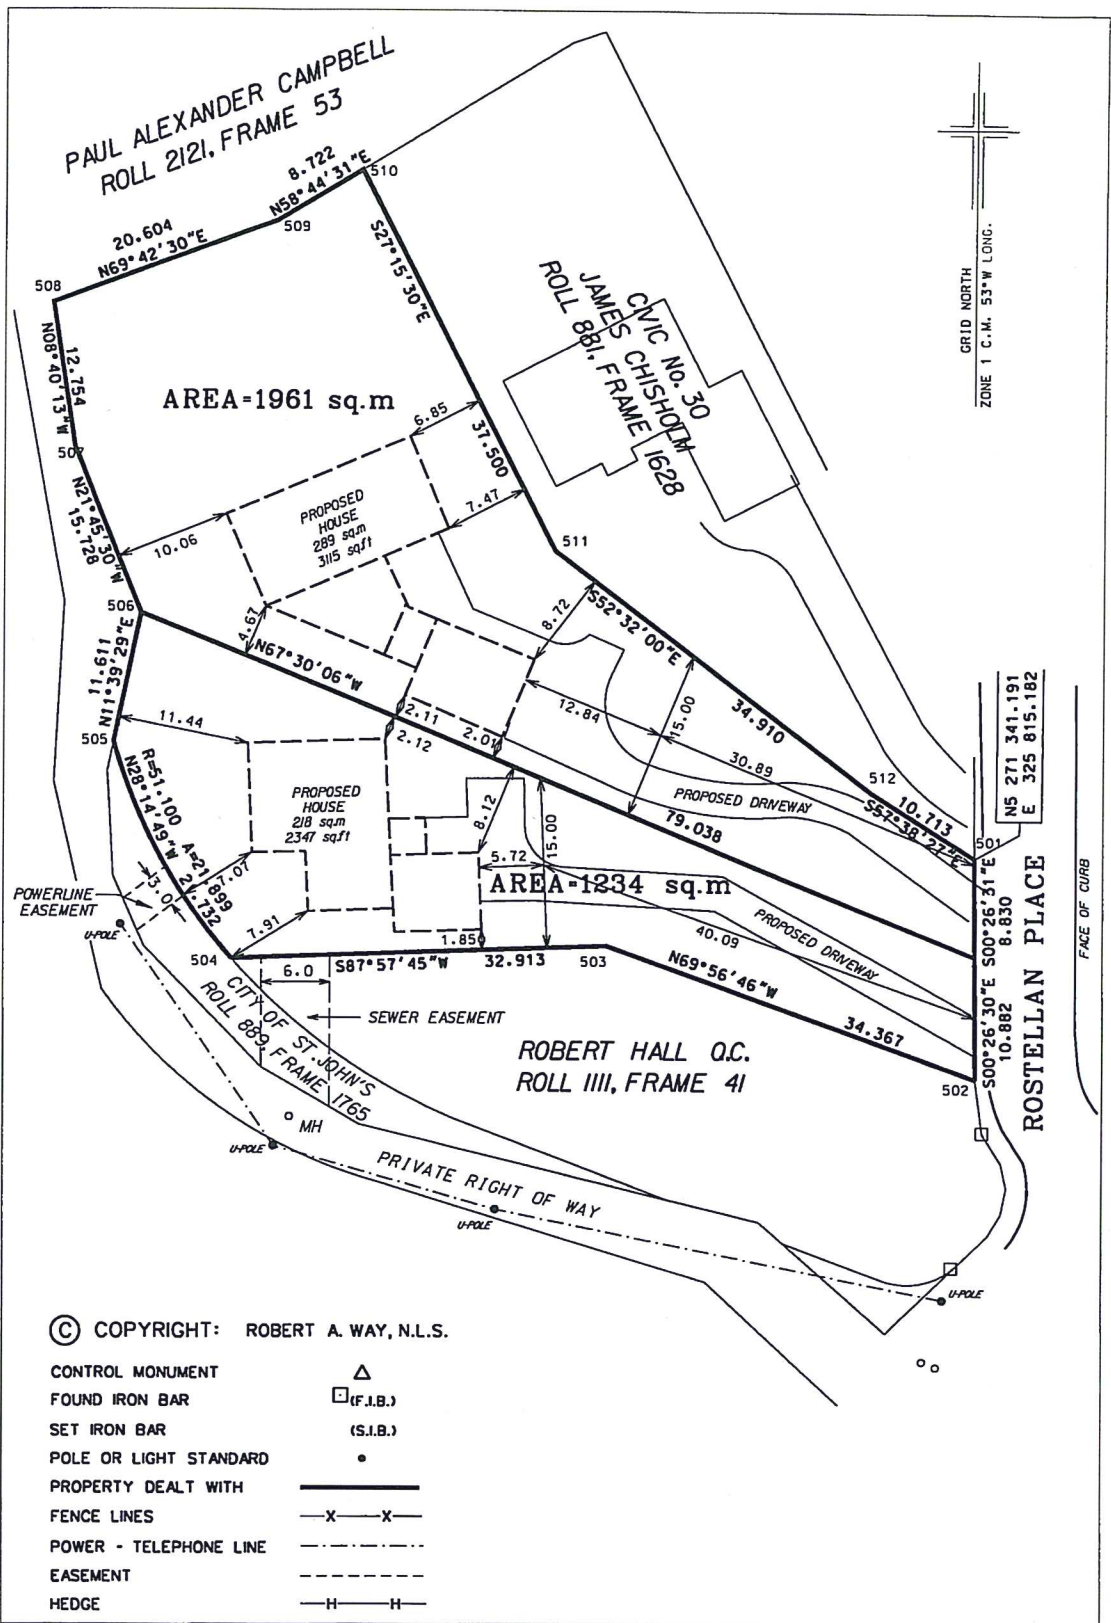 PAUL ALEXANDER CAMPBELL
ROLL 2121, FRAME 53
8.722
N58°44'31"E
510
20.604
N69°42'30"E
509
508
S27°15'30"E
GRID NORTH
ZONE 1 C.M. 53°W LONG.
CIVIC No. 30
JAMES CHISHOLM
ROLL 881, FRAME 1628
12.754
N08°40'13"W
AREA=1961 sq.m
6.85
37.500
507
N21°45'30"W
15.728
10.06
PROPOSED
HOUSE
289 sq.m
3115 sqft
7.47
511
506
4.67
N67°30'06"W
8.72
S52°32'00"E
34.910
N11°39'29"E
11.611
11.44
2.11
2.12
2.01
12.84
15.00
30.89
512
10.713
S57°38'27"E
N5 271 341.191
E 325 815.182
501
505
R=51.100
A=21.899
N28°14'49"W
21.732
PROPOSED
HOUSE
218 sq.m
2347 sqft
8.12
15.00
PROPOSED DRIVEWAY
79.038
5.72
AREA=1234 sq.m
S00°26'31"E
8.830
POWERLINE
EASEMENT
3.0
7.07
U-POLE
7.91
1.85
PROPOSED DRIVEWAY
40.09
504
S87°57'45"W
32.913
503
N69°56'46"W
34.367
S00°26'30"E
10.882
502
ROSTELLAN PLACE
FACE OF CURB
6.0
SEWER EASEMENT
CITY OF ST.JOHN'S
ROLL 889, FRAME 1765
ROBERT HALL Q.C.
ROLL 1111, FRAME 41
MH
U-POLE
PRIVATE RIGHT OF WAY
U-POLE
U-POLE
© COPYRIGHT: ROBERT A. WAY, N.L.S.
CONTROL MONUMENT
FOUND IRON BAR (F.I.B.)
SET IRON BAR (S.I.B.)
POLE OR LIGHT STANDARD
PROPERTY DEALT WITH
FENCE LINES X X
POWER - TELEPHONE LINE
EASEMENT
HEDGE H H